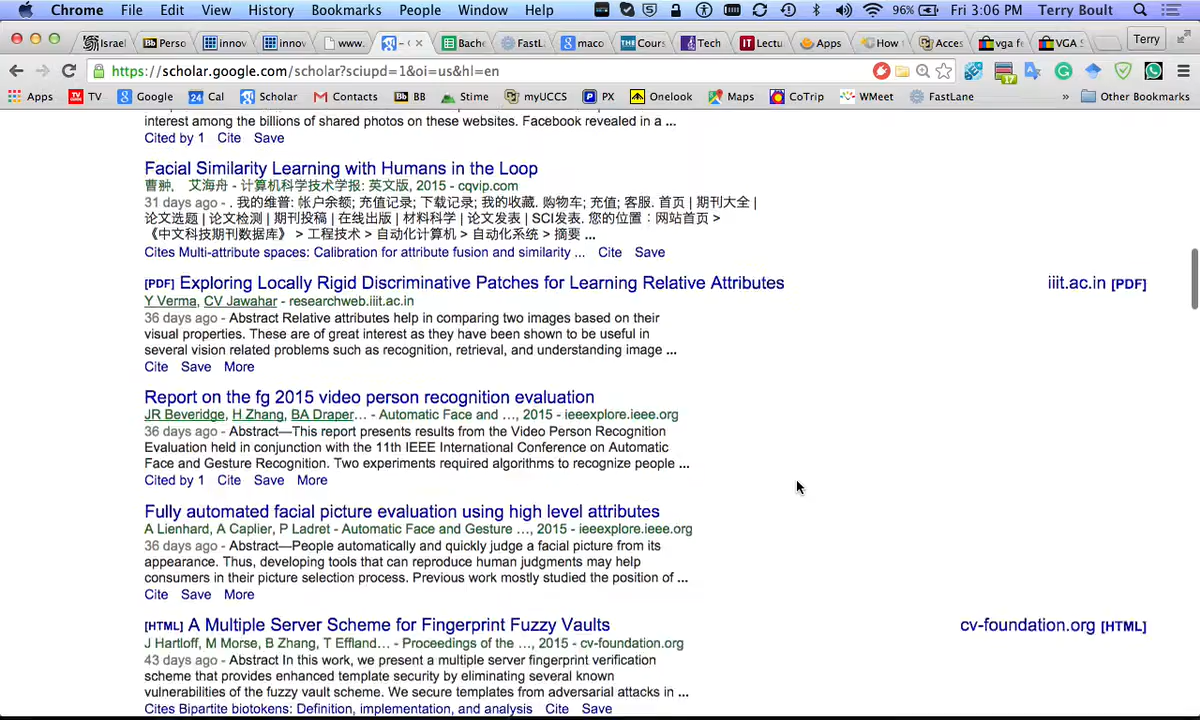 Chrome File Edit View History Bookmarks People Window Help 96% Fri 3:06 PM Terry Boult
Israel Perso innov innov www. - C Bache FastL maco Cours Tech Lectu Apps How Acces vga f VGA S Terry
https://scholar.google.com/scholar?sciupd=1&oi=us&hl=en 17
Apps TV Google Cal Scholar Contacts BB Stime myUCCS PX Onelook Maps CoTrip WMeet FastLane » Other Bookmarks
interest among the billions of shared photos on these websites. Facebook revealed in a ...
Cited by 1 Cite Save
Facial Similarity Learning with Humans in the Loop
曹翀, 艾海舟 - 计算机科学技术学报: 英文版, 2015 - cqvip.com
31 days ago - . 我的维普: 帐户余额; 充值记录; 下载记录; 我的收藏. 购物车; 充值; 客服. 首页 | 期刊大全 |
论文选题 | 论文检测 | 期刊投稿 | 在线出版 | 材料科学 | 论文发表 | SCI发表. 您的位置：网站首页 >
《中文科技期刊数据库》 > 工程技术 > 自动化计算机 > 自动化系统 > 摘要 ...
Cites Multi-attribute spaces: Calibration for attribute fusion and similarity ... Cite Save
[PDF] Exploring Locally Rigid Discriminative Patches for Learning Relative Attributes iiit.ac.in [PDF]
Y Verma, CV Jawahar - researchweb.iiit.ac.in
36 days ago - Abstract Relative attributes help in comparing two images based on their
visual properties. These are of great interest as they have been shown to be useful in
several vision related problems such as recognition, retrieval, and understanding image ...
Cite Save More
Report on the fg 2015 video person recognition evaluation
JR Beveridge, H Zhang, BA Draper... - Automatic Face and ..., 2015 - ieeexplore.ieee.org
36 days ago - Abstract—This report presents results from the Video Person Recognition
Evaluation held in conjunction with the 11th IEEE International Conference on Automatic
Face and Gesture Recognition. Two experiments required algorithms to recognize people ...
Cited by 1 Cite Save More
Fully automated facial picture evaluation using high level attributes
A Lienhard, A Caplier, P Ladret - Automatic Face and Gesture ..., 2015 - ieeexplore.ieee.org
36 days ago - Abstract—People automatically and quickly judge a facial picture from its
appearance. Thus, developing tools that can reproduce human judgments may help
consumers in their picture selection process. Previous work mostly studied the position of ...
Cite Save More
[HTML] A Multiple Server Scheme for Fingerprint Fuzzy Vaults cv-foundation.org [HTML]
J Hartloff, M Morse, B Zhang, T Effland... - Proceedings of the ..., 2015 - cv-foundation.org
43 days ago - Abstract In this work, we present a multiple server fingerprint verification
scheme that provides enhanced template security by eliminating several known
vulnerabilities of the fuzzy vault scheme. We secure templates from adversarial attacks in ...
Cites Bipartite biotokens: Definition, implementation, and analysis Cite Save